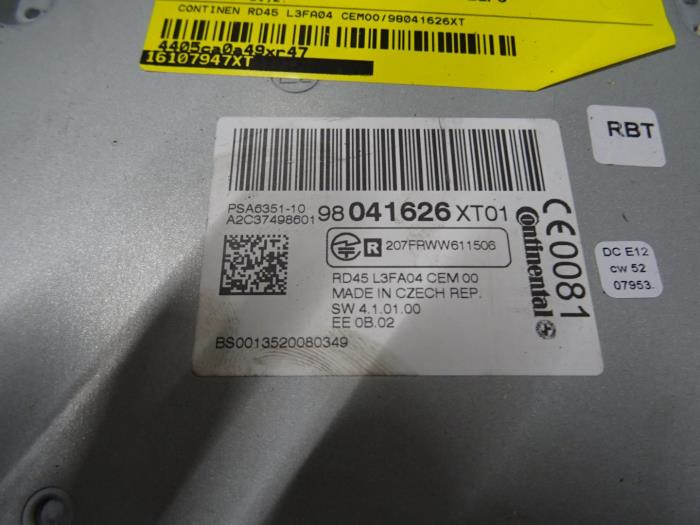 CONTINEN RD45 L3FA04 CEM00/98041626XT
4405ca0a49xr47
16107947XT
RBT
PSA6351-10
A2C37498601
98 041626 XT01
R 207FRWW611506
RD45 L3FA04 CEM 00
MADE IN CZECH REP.
SW 4.1.01.00
EE 0B.02
BS0013520080349
Continental
CE0081
DC E12
cw 52
07953.